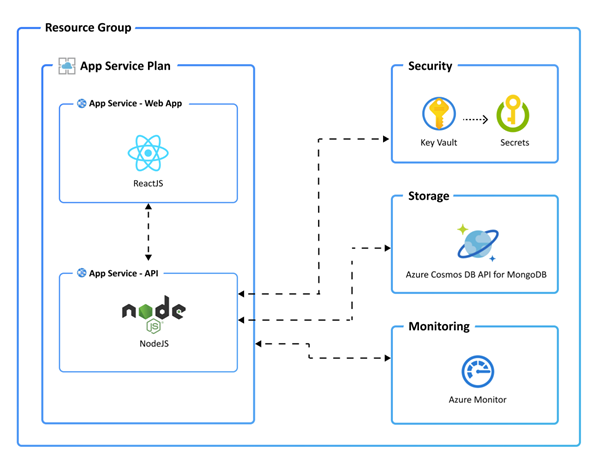 Resource Group
App Service Plan
App Service - Web App
ReactJS
App Service - API
node
JS
NodeJS
Security
Key Vault
Secrets
Storage
Azure Cosmos DB API for MongoDB
Monitoring
Azure Monitor